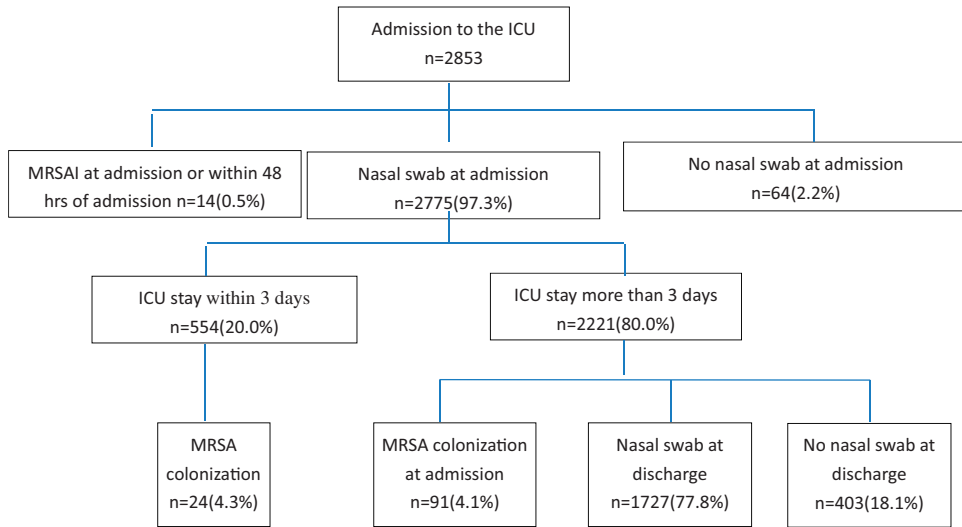 Admission to the ICU
n=2853
MRSAI at admission or within 48
hrs of admission n=14(0.5%)
Nasal swab at admission
n=2775(97.3%)
No nasal swab at admission
n=64(2.2%)
ICU stay within 3 days
n=554(20.0%)
ICU stay more than 3 days
n=2221(80.0%)
MRSA
colonization
n=24(4.3%)
MRSA colonization
at admission
n=91(4.1%)
Nasal swab at
discharge
n=1727(77.8%)
No nasal swab at
discharge
n=403(18.1%)